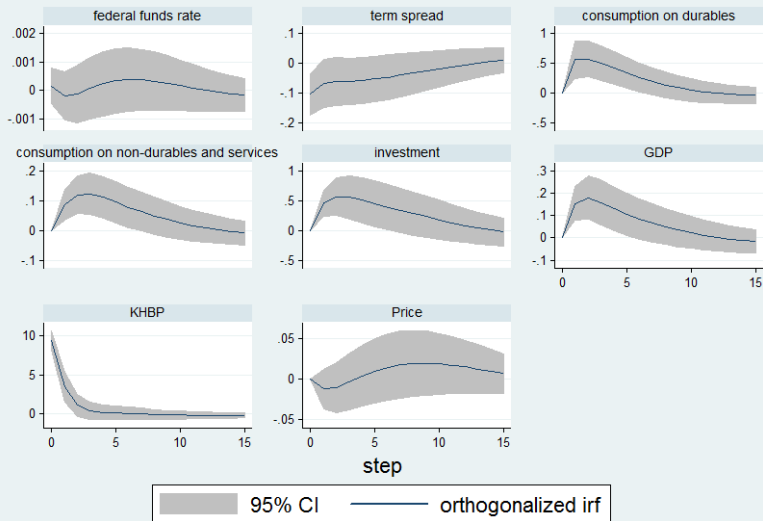 federal funds rate
term spread
consumption on durables
.002
.001
0
-.001
.1
0
-.1
-.2
1
.5
0
-.5
consumption on non-durables and services
investment
GDP
.2
.1
0
-.1
1
.5
0
-.5
.3
.2
.1
0
-.1
0 5 10 15
KHBP
Price
10
5
0
.05
0
-.05
0 5 10 15
0 5 10 15
step
95% CI
orthogonalized irf